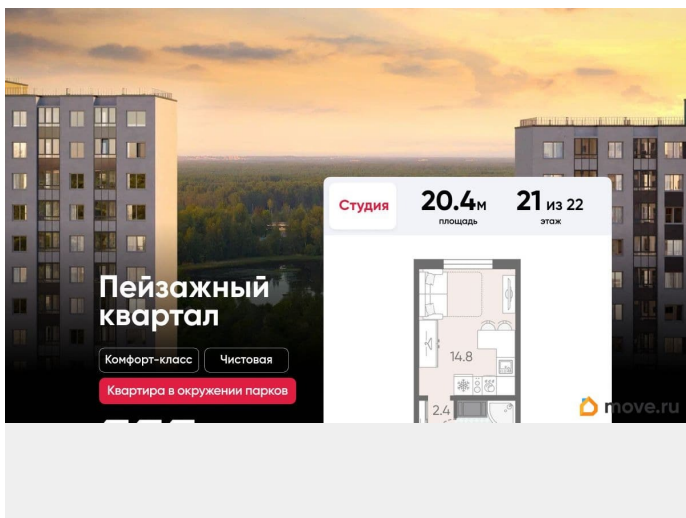 Студия
20.4м
площадь
21 из 22
этаж
Пейзажный
квартал
Комфорт-класс
Чистовая
Квартира в окружении парков
14.8
2.4
move.ru